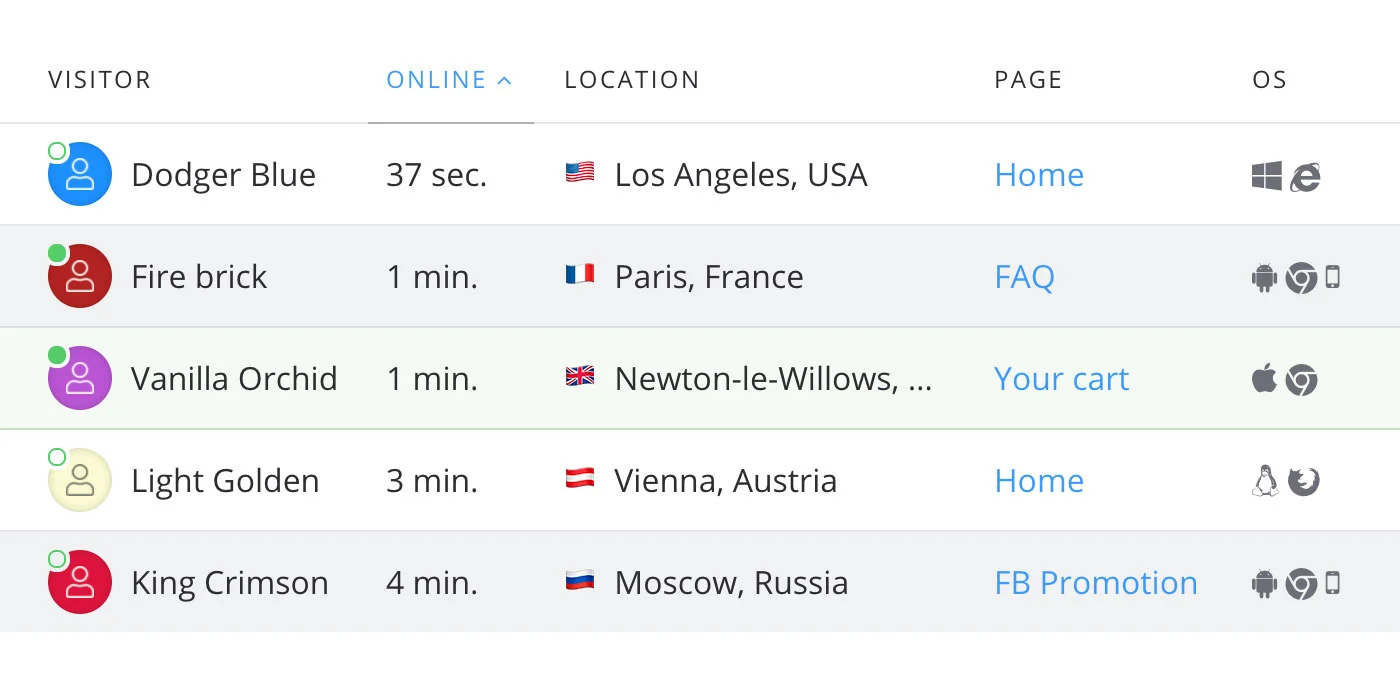 VISITOR ONLINE LOCATION PAGE OS
Dodger Blue 37 sec. Los Angeles, USA Home
Fire brick 1 min. Paris, France FAQ
Vanilla Orchid 1 min. Newton-le-Willows, ... Your cart
Light Golden 3 min. Vienna, Austria Home
King Crimson 4 min. Moscow, Russia FB Promotion